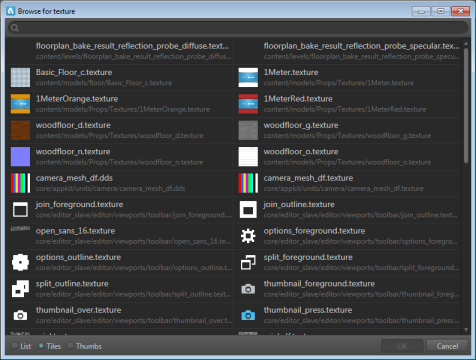 Browse for texture
floorplan_bake_result_reflection_probe_diffuse.text...
content/levels/floorplan_bake_result_reflection_probe_diffus...
floorplan_bake_result_reflection_probe_specular.tex...
content/levels/floorplan_bake_result_reflection_probe_specu...
Basic_Floor_c.texture
content/models/floor/Basic_Floor_c.texture
1Meter.texture
content/models/Props/Textures/1Meter.texture
1MeterOrange.texture
content/models/Props/Textures/1MeterOrange.texture
1MeterRed.texture
content/models/Props/Textures/1MeterRed.texture
woodfloor_d.texture
content/models/Props/Textures/woodfloor_d.texture
woodfloor_g.texture
content/models/Props/Textures/woodfloor_g.texture
woodfloor_n.texture
content/models/Props/Textures/woodfloor_n.texture
woodfloor_o.texture
content/models/Props/Textures/woodfloor_o.texture
camera_mesh_df.dds
core/appkit/units/camera/camera_mesh_df.dds
camera_mesh_df.texture
core/appkit/units/camera/camera_mesh_df.texture
join_foreground.texture
core/editor_slave/editor/viewports/toolbar/join_foreground...
join_outline.texture
core/editor_slave/editor/viewports/toolbar/join_outline.text...
open_sans_16.texture
core/editor_slave/editor/viewports/toolbar/open_sans_16.te...
options_foreground.texture
core/editor_slave/editor/viewports/toolbar/options_foregro...
options_outline.texture
core/editor_slave/editor/viewports/toolbar/options_outline.t...
split_foreground.texture
core/editor_slave/editor/viewports/toolbar/split_foreground....
split_outline.texture
core/editor_slave/editor/viewports/toolbar/split_outline.text...
thumbnail_foreground.texture
core/editor_slave/editor/viewports/toolbar/thumbnail_foreg...
thumbnail_over.texture
core/editor_slave/editor/viewports/toolbar/thumbnail_over.t...
thumbnail_press.texture
core/editor_slave/editor/viewports/toolbar/thumbnail_press...
List
Tiles
Thumbs
OK
Cancel